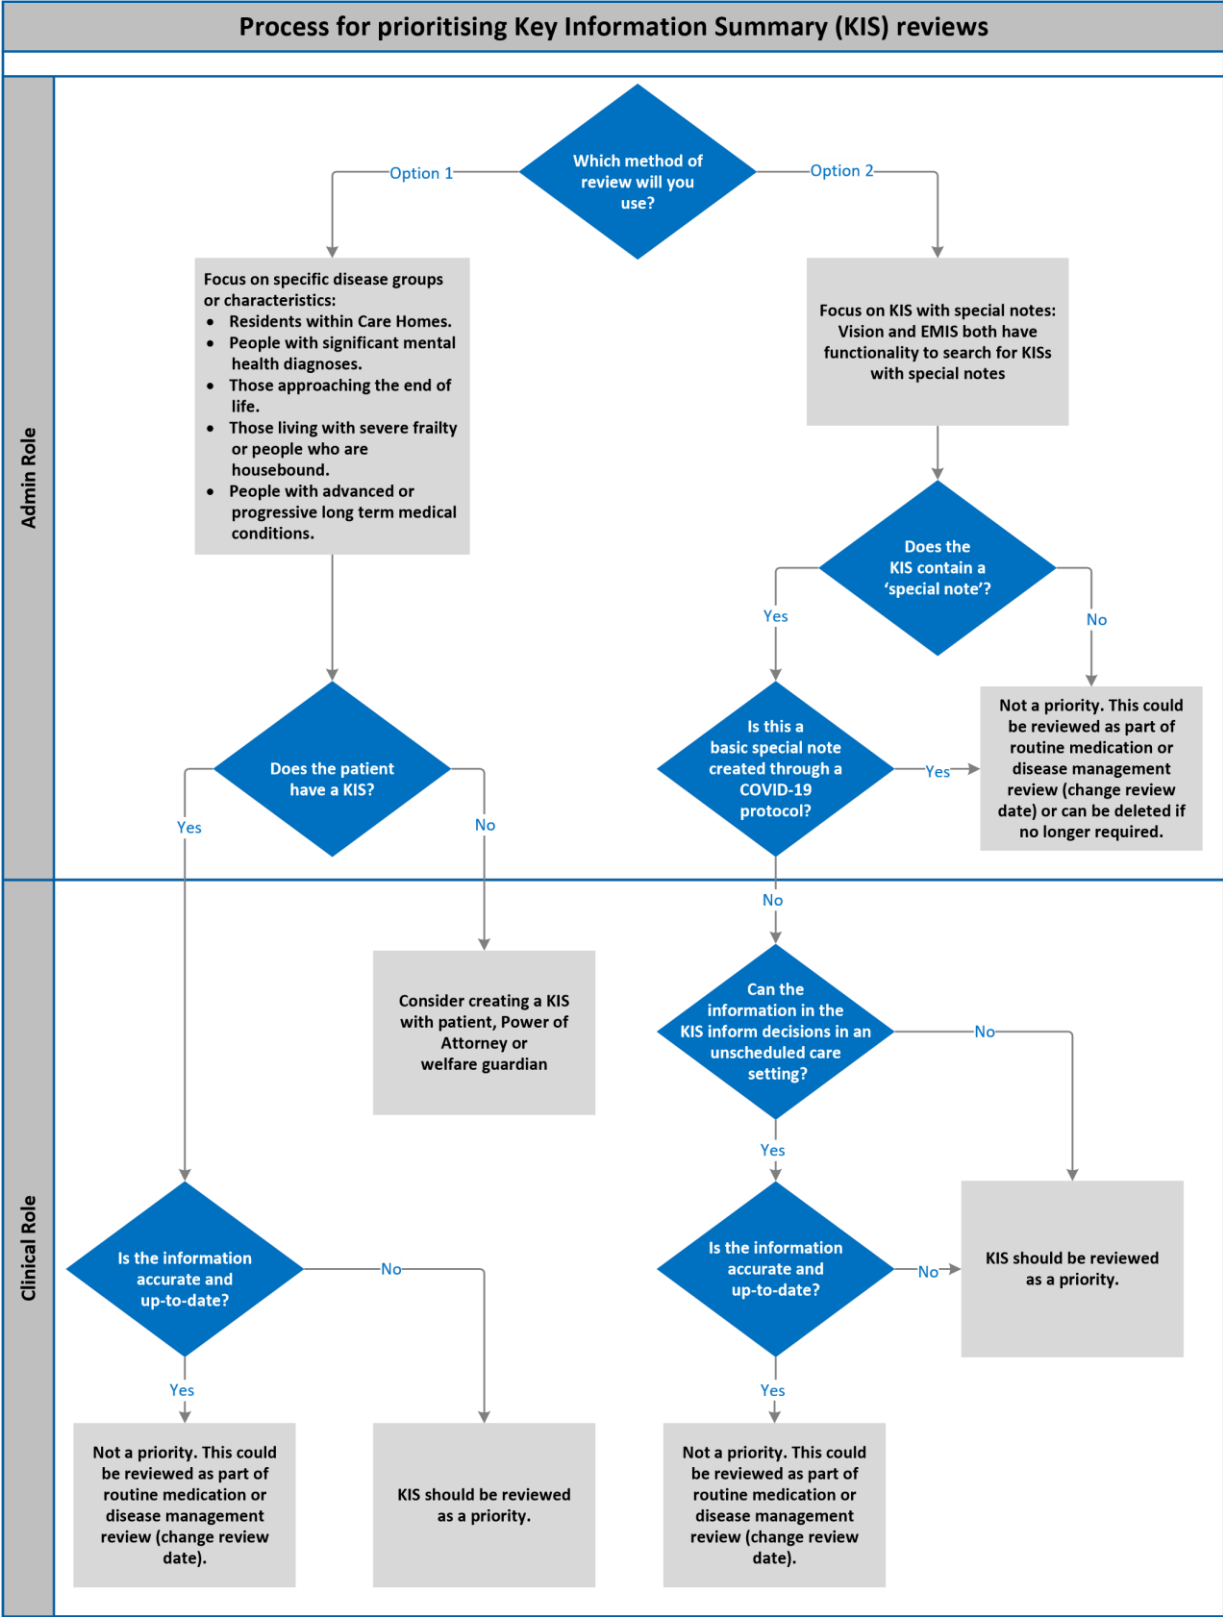 Process for prioritising Key Information Summary (KIS) reviews
Admin Role
Which method of
review will you
use?
Option 1
Option 2
Focus on specific disease groups
or characteristics:
• Residents within Care Homes.
• People with significant mental
health diagnoses.
• Those approaching the end of
life.
• Those living with severe frailty
or people who are
housebound.
• People with advanced or
progressive long term medical
conditions.
Focus on KIS with special notes:
Vision and EMIS both have
functionality to search for KISs
with special notes
Does the
KIS contain a
‘special note’?
Yes
No
Does the patient
have a KIS?
Yes
No
Is this a
basic special note
created through a
COVID-19
protocol?
Yes
Not a priority. This could
be reviewed as part of
routine medication or
disease management
review (change review
date) or can be deleted if
no longer required.
No
Clinical Role
Consider creating a KIS
with patient, Power of
Attorney or
welfare guardian
Can the
information in the
KIS inform decisions in an
unscheduled care
setting?
No
Yes
Is the information
accurate and
up-to-date?
No
Yes
Is the information
accurate and
up-to-date?
No
KIS should be reviewed
as a priority.
Yes
Not a priority. This could
be reviewed as part of
routine medication or
disease management
review (change review
date).
KIS should be reviewed
as a priority.
Not a priority. This could
be reviewed as part of
routine medication or
disease management
review (change review
date).